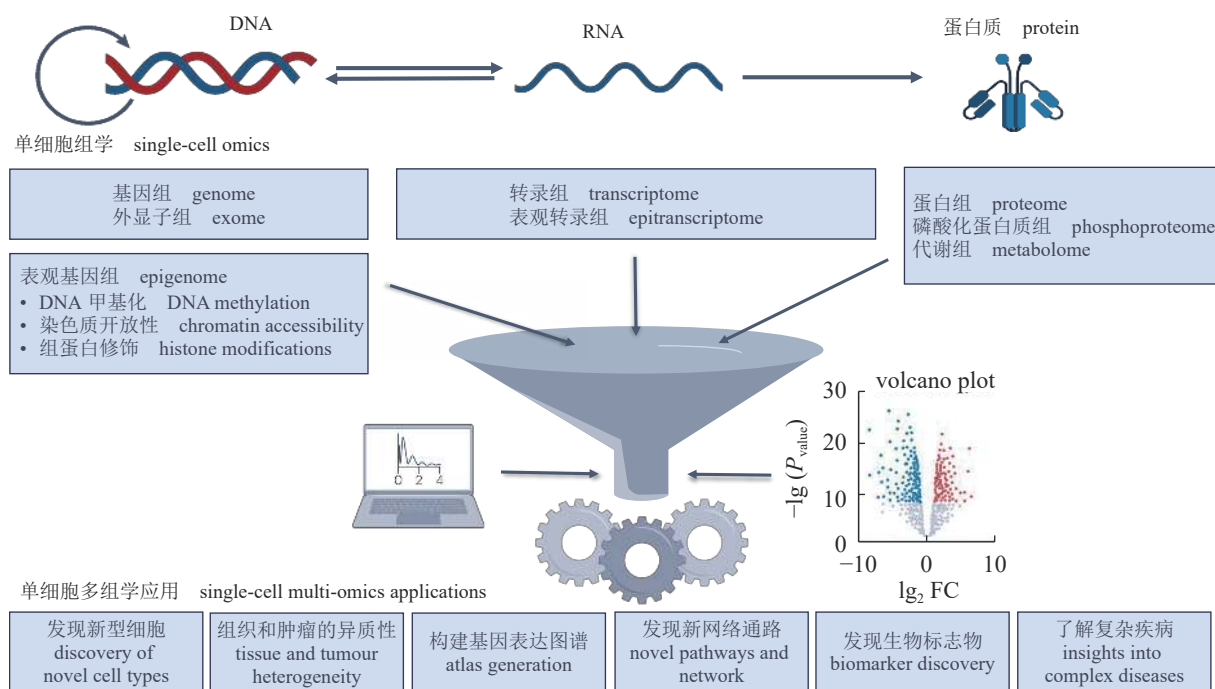 DNA
RNA
蛋白质 protein
单细胞组学 single-cell omics
基因组 genome
外显子组 exome
转录组 transcriptome
表观转录组 epitranscriptome
蛋白组 proteome
磷酸化蛋白质组 phosphoproteome
代谢组 metabolome
表观基因组 epigenome
• DNA 甲基化 DNA methylation
• 染色质开放性 chromatin accessibility
• 组蛋白修饰 histone modifications
0 2 4
volcano plot
30
20
10
0
−lg (Pvalue)
−10 0 10
lg₂ FC
单细胞多组学应用 single-cell multi-omics applications
发现新型细胞
discovery of
novel cell types
组织和肿瘤的异质性
tissue and tumour
heterogeneity
构建基因表达图谱
atlas generation
发现新网络通路
novel pathways and
network
发现生物标志物
biomarker discovery
了解复杂疾病
insights into
complex diseases